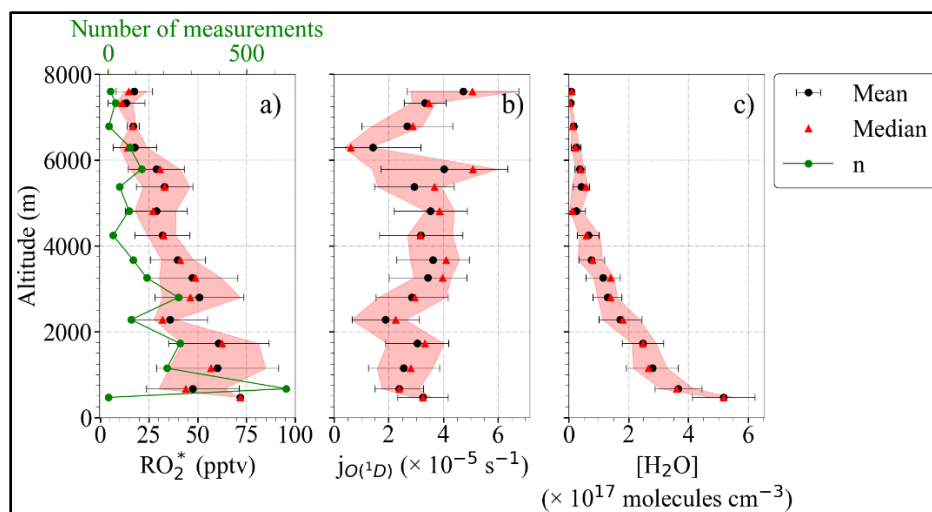 Number of measurements
0 500
8000
6000
4000
2000
0
Altitude (m)
a)
b)
c)
Mean
Median
n
0 25 50 75 100
0 2 4 6
0 2 4 6
RO₂* (pptv)
j_O(¹D) (× 10⁻⁵ s⁻¹)
[H₂O]
(× 10¹⁷ molecules cm⁻³)